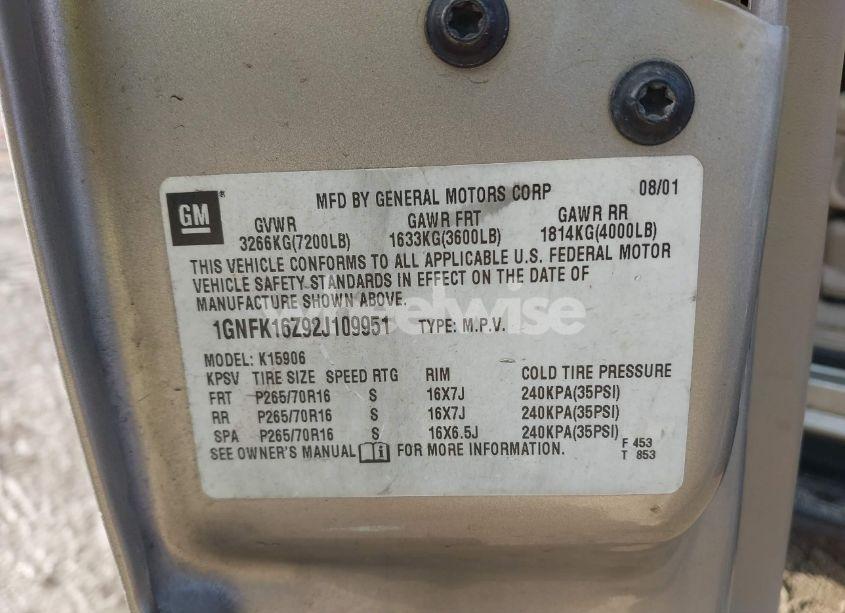 GM
MFD BY GENERAL MOTORS CORP 08/01
GVWR GAWR FRT GAWR RR
3266KG(7200LB) 1633KG(3600LB) 1814KG(4000LB)
THIS VEHICLE CONFORMS TO ALL APPLICABLE U.S. FEDERAL MOTOR
VEHICLE SAFETY STANDARDS IN EFFECT ON THE DATE OF
MANUFACTURE SHOWN ABOVE.
wheelwise
1GNFK16Z92J109951 TYPE: M.P.V.
MODEL: K15906
KPSV TIRE SIZE SPEED RTG RIM COLD TIRE PRESSURE
FRT P265/70R16 S 16X7J 240KPA(35PSI)
RR P265/70R16 S 16X7J 240KPA(35PSI)
SPA P265/70R16 S 16X6.5J 240KPA(35PSI)
SEE OWNER'S MANUAL i FOR MORE INFORMATION.
F 453
T 853